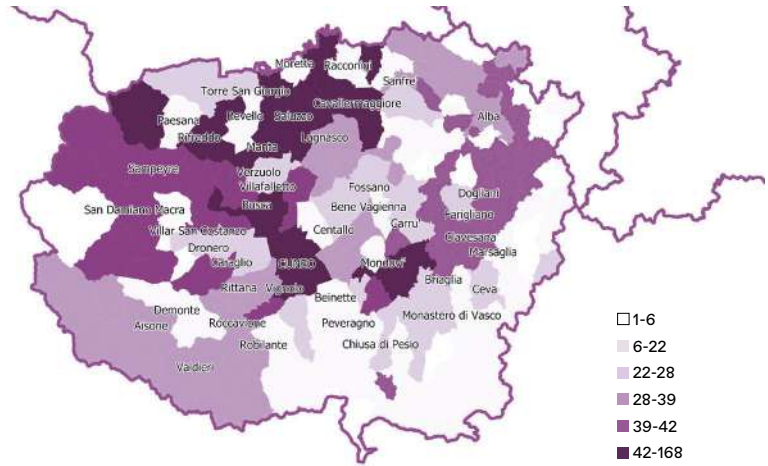 Moretta
Racconigi
Sanfre
Torre San Giorgio
Cavallermaggiore
Paesana
Revello
Saluzzo
Alba
Rifreddo
Lagnasco
Manta
Sampeyre
Verzuolo
Villafalletto
Fossano
Dogliani
San Damiano Macra
Busca
Bene Vagienna
Farigliano
Villar San Costanzo
Centallo
Carru'
Clavesana
Dronero
Marsaglia
Caraglio
CUNEO
Mondovi'
Briaglia
Rittana
Vignolo
Ceva
Beinette
Demonte
Aisone
Roccavione
Peveragno
Monastero di Vasco
Robilante
Chiusa di Pesio
Valdieri
1-6
6-22
22-28
28-39
39-42
42-168